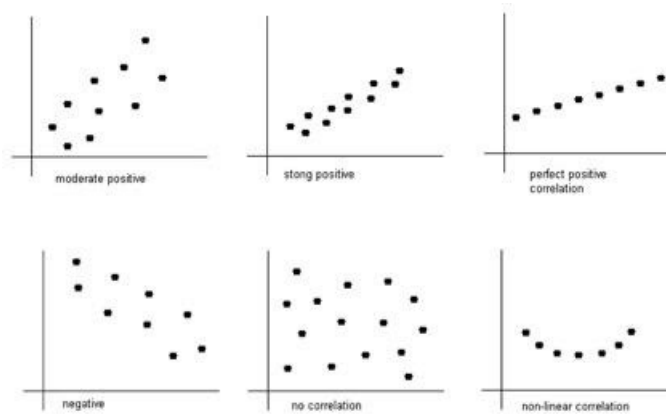 moderate positive
stong positive
perfect positive
correlation
negative
no correlation
non-linear correlation